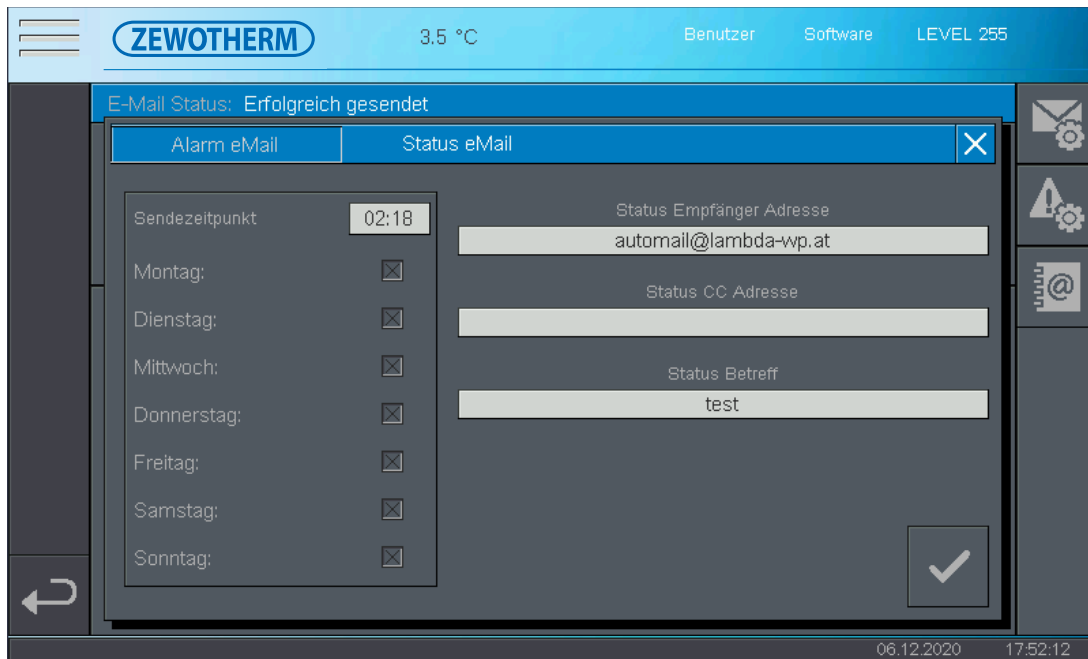 ZEWOTHERM 3.5 °C Benutzer Software LEVEL 255
E-Mail Status: Erfolgreich gesendet
Alarm eMail Status eMail
Sendezeitpunkt 02:18
Montag:
Dienstag:
Mittwoch:
Donnerstag:
Freitag:
Samstag:
Sonntag:
Status Empfänger Adresse
automail@lambda-wp.at
Status CC Adresse
Status Betreff
test
06.12.2020 17:52:12